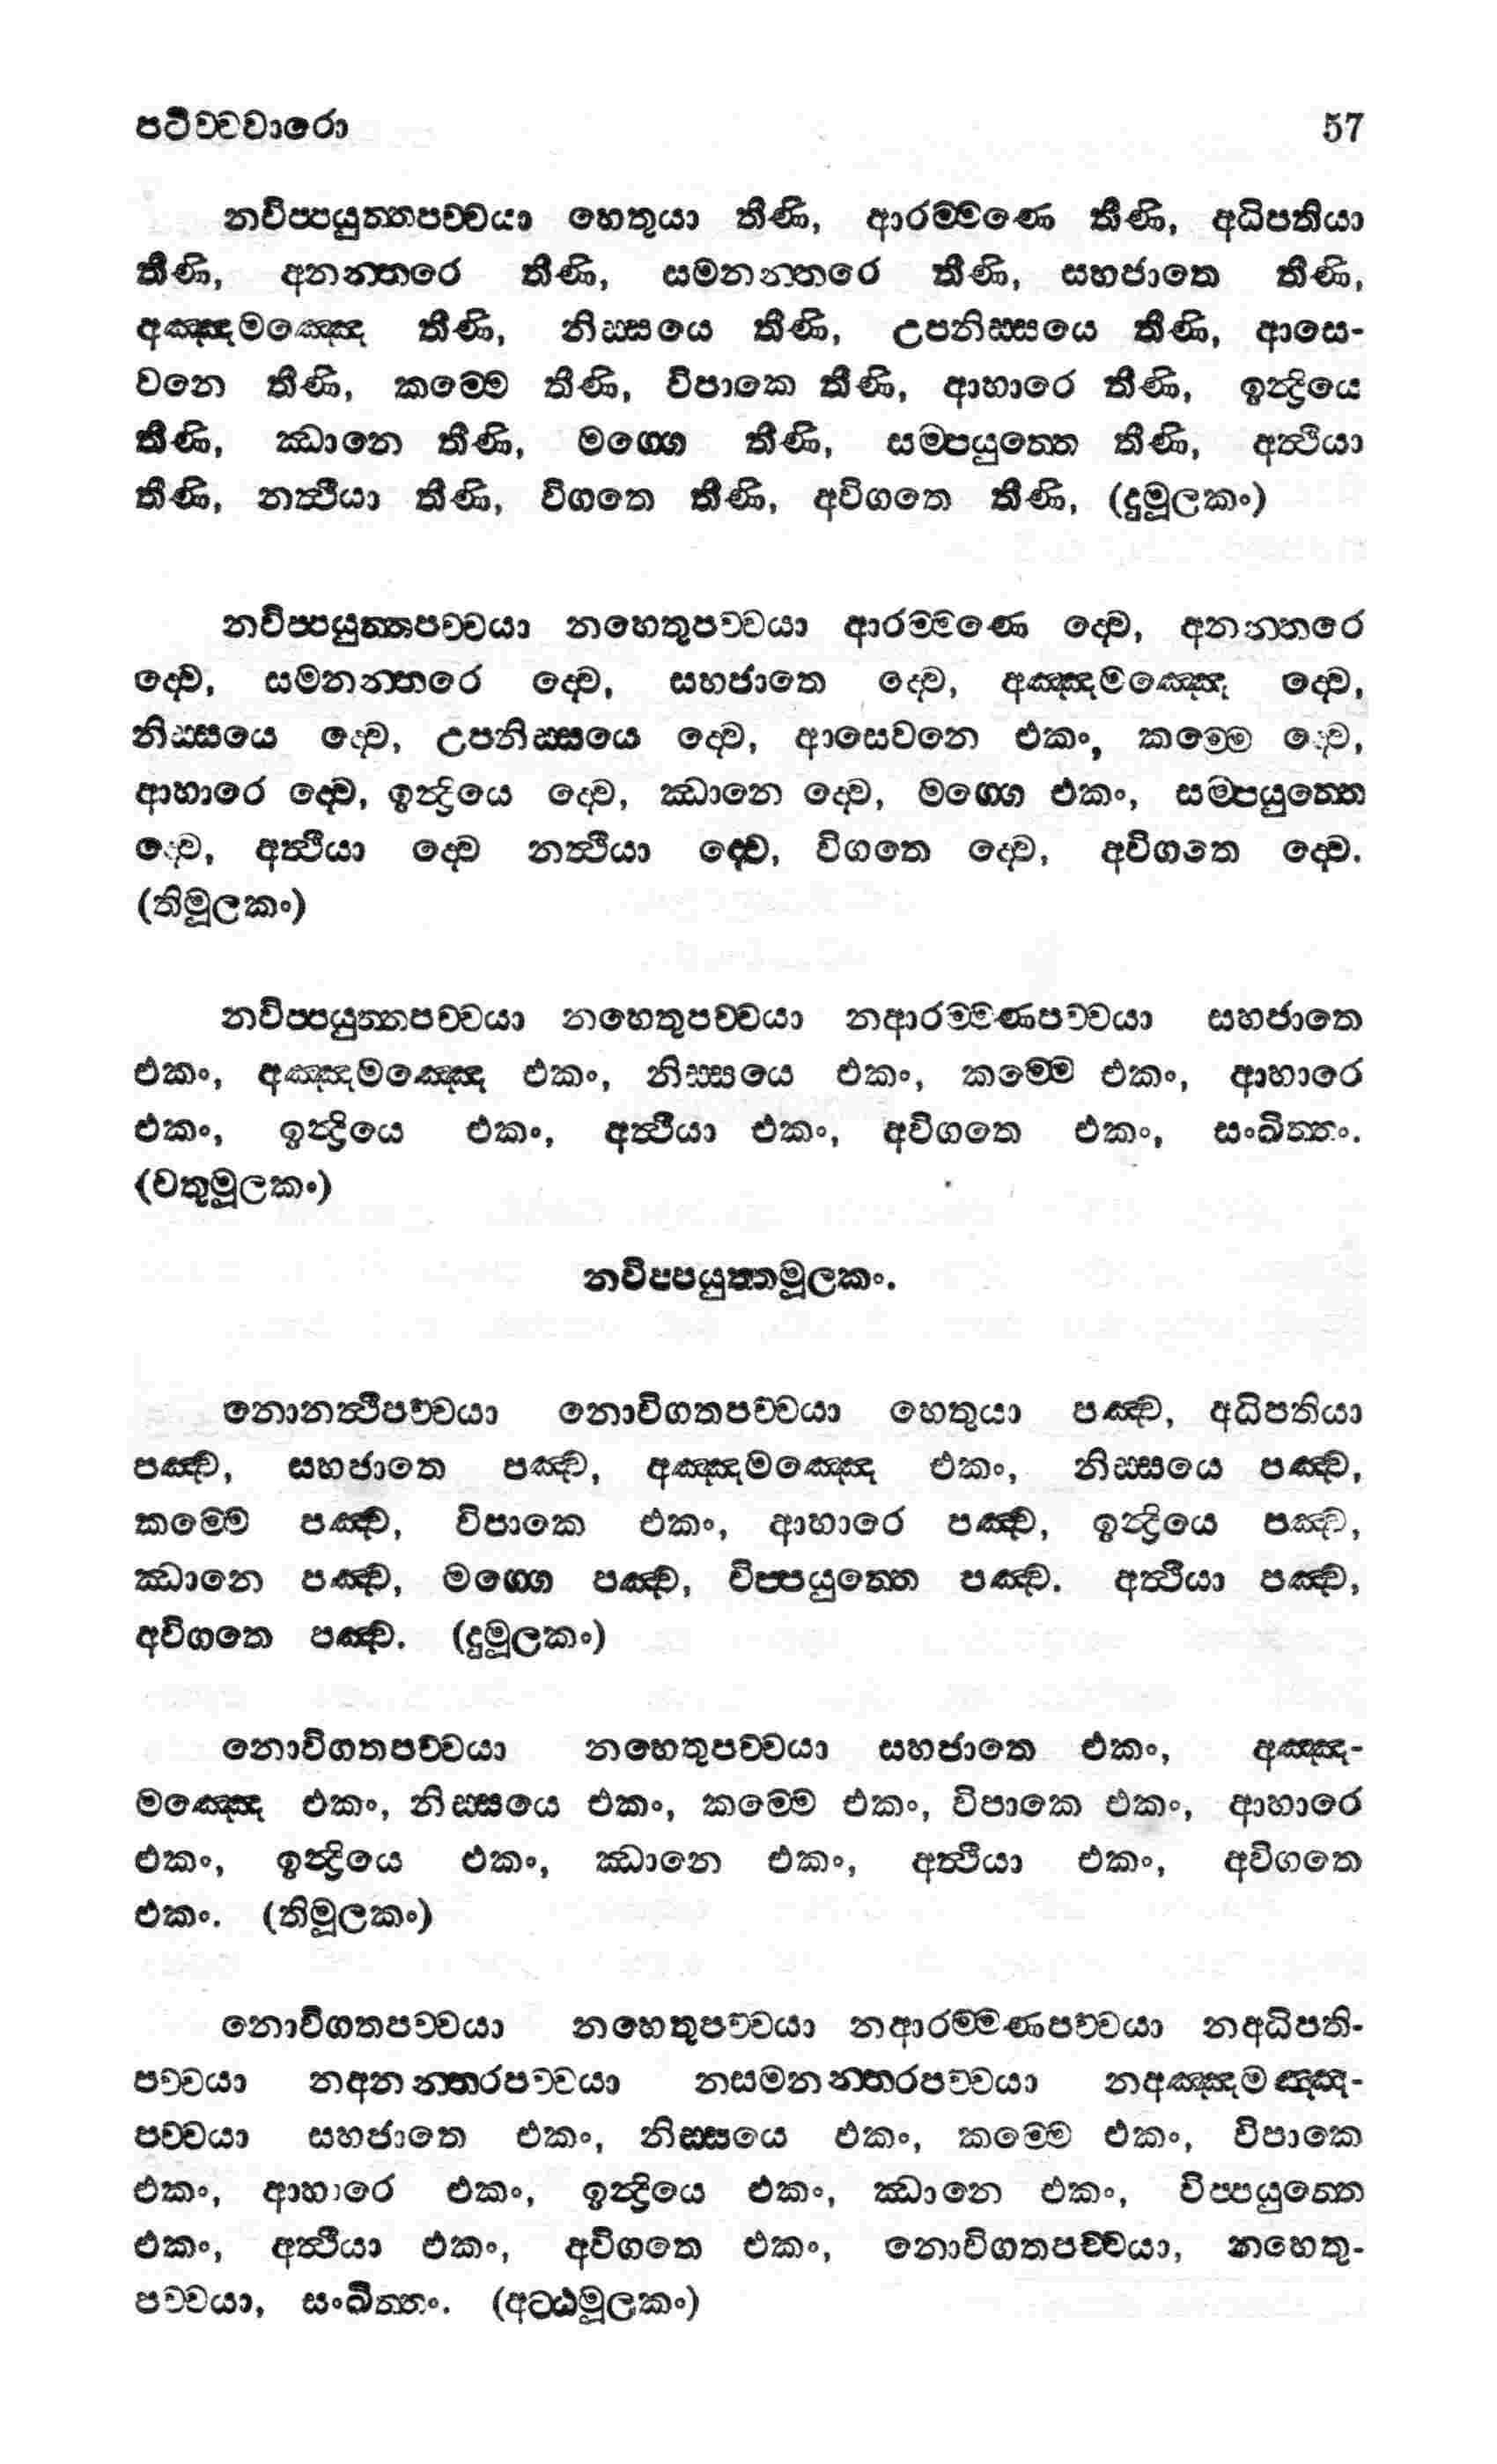 පටිච්චවාරො 57
නවිප්පයුත්තපච්චයා හෙතුයා තීණි, ආරම්මණෙ තීණි, අධිපතියා
තීණි, අනන්තරෙ තීණි, සමනන්තරෙ තීණි, සහජාතෙ තීණි,
අඤ්ඤමඤ්ඤෙ තීණි, නිස්සයෙ තීණි, උපනිස්සයෙ තීණි, ආසෙ-
වනෙ තීණි, කම්මෙ තීණි, විපාකෙ තීණි, ආහාරෙ තීණි, ඉන්ද්‍රියෙ
තීණි, ඣානෙ තීණි, මග්ගෙ තීණි, සම්පයුත්තෙ තීණි, අත්ථියා
තීණි, නත්ථියා තීණි, විගතෙ තීණි, අවිගතෙ තීණි, (දුමූලකං)
නවිප්පයුත්තපච්චයා නහෙතුපච්චයා ආරම්මණෙ ද්වෙ, අනන්තරෙ
ද්වෙ, සමනන්තරෙ ද්වෙ, සහජාතෙ ද්වෙ, අඤ්ඤමඤ්ඤෙ ද්වෙ,
නිස්සයෙ ද්වෙ, උපනිස්සයෙ ද්වෙ, ආසෙවනෙ එකං, කම්මෙ ද්වෙ,
ආහාරෙ ද්වෙ, ඉන්ද්‍රියෙ ද්වෙ, ඣානෙ ද්වෙ, මග්ගෙ එකං, සම්පයුත්තෙ
ද්වෙ, අත්ථියා ද්වෙ නත්ථියා ද්වෙ, විගතෙ ද්වෙ, අවිගතෙ ද්වෙ.
(තිමූලකං)
නවිප්පයුත්තපච්චයා නහෙතුපච්චයා නආරම්මණපච්චයා සහජාතෙ
එකං, අඤ්ඤමඤ්ඤෙ එකං, නිස්සයෙ එකං, කම්මෙ එකං, ආහාරෙ
එකං, ඉන්ද්‍රියෙ එකං, අත්ථියා එකං, අවිගතෙ එකං, සංඛිත්තං.
(චතුමූලකං)
නවිප්පයුත්තමූලකං.
නොනත්ථිපච්චයා නොවිගතපච්චයා හෙතුයා පඤ්ච, අධිපතියා
පඤ්ච, සහජාතෙ පඤ්ච, අඤ්ඤමඤ්ඤෙ එකං, නිස්සයෙ පඤ්ච,
කම්මෙ පඤ්ච, විපාකෙ එකං, ආහාරෙ පඤ්ච, ඉන්ද්‍රියෙ පඤ්ච,
ඣානෙ පඤ්ච, මග්ගෙ පඤ්ච, විප්පයුත්තෙ පඤ්ච. අත්ථියා පඤ්ච,
අවිගතෙ පඤ්ච. (දුමූලකං)
නොවිගතපච්චයා නහෙතුපච්චයා සහජාතෙ එකං, අඤ්ඤ-
මඤ්ඤෙ එකං, නිස්සයෙ එකං, කම්මෙ එකං, විපාකෙ එකං, ආහාරෙ
එකං, ඉන්ද්‍රියෙ එකං, ඣානෙ එකං, අත්ථියා එකං, අවිගතෙ
එකං. (තිමූලකං)
නොවිගතපච්චයා නහෙතුපච්චයා නආරම්මණපච්චයා නඅධිපති-
පච්චයා නඅනන්තරපච්චයා නසමනන්තරපච්චයා නඅඤ්ඤමඤ්ඤ-
පච්චයා සහජාතෙ එකං, නිස්සයෙ එකං, කම්මෙ එකං, විපාකෙ
එකං, ආහාරෙ එකං, ඉන්ද්‍රියෙ එකං, ඣානෙ එකං, විප්පයුත්තෙ
එකං, අත්ථියා එකං, අවිගතෙ එකං, නොවිගතපච්චයා, නහෙතු-
පච්චයා, සංඛිත්තං. (අට්ඨමූලකං)